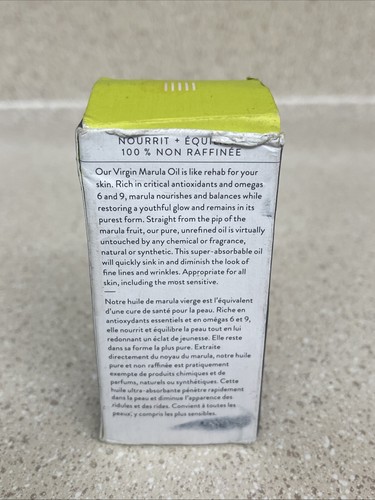 NOURRIT + ÉQUI
100 % NON RAFFINÉE
Our Virgin Marula Oil is like rehab for your
skin. Rich in critical antioxidants and omegas
6 and 9, marula nourishes and balances while
restoring a youthful glow and remains in its
purest form. Straight from the pip of the
marula fruit, our pure, unrefined oil is virtually
untouched by any chemical or fragrance,
natural or synthetic. This super-absorbable oil
will quickly sink in and diminish the look of
fine lines and wrinkles. Appropriate for all
skin, including the most sensitive.
Notre huile de marula vierge est l'équivalent
d'une cure de santé pour la peau. Riche en
antioxydants essentiels et en omégas 6 et 9,
elle nourrit et équilibre la peau tout en lui
redonnant un éclat de jeunesse. Elle reste
dans sa forme la plus pure. Extraite
directement du noyau du marula, notre huile
pure et non raffinée est pratiquement
exempte de produits chimiques et de
parfums, naturels ou synthétiques. Cette
huile ultra-absorbante pénètre rapidement
dans la peau et diminue l'apparence des
ridules et des rides. Convient à toutes les
peaux, y compris les plus sensibles.